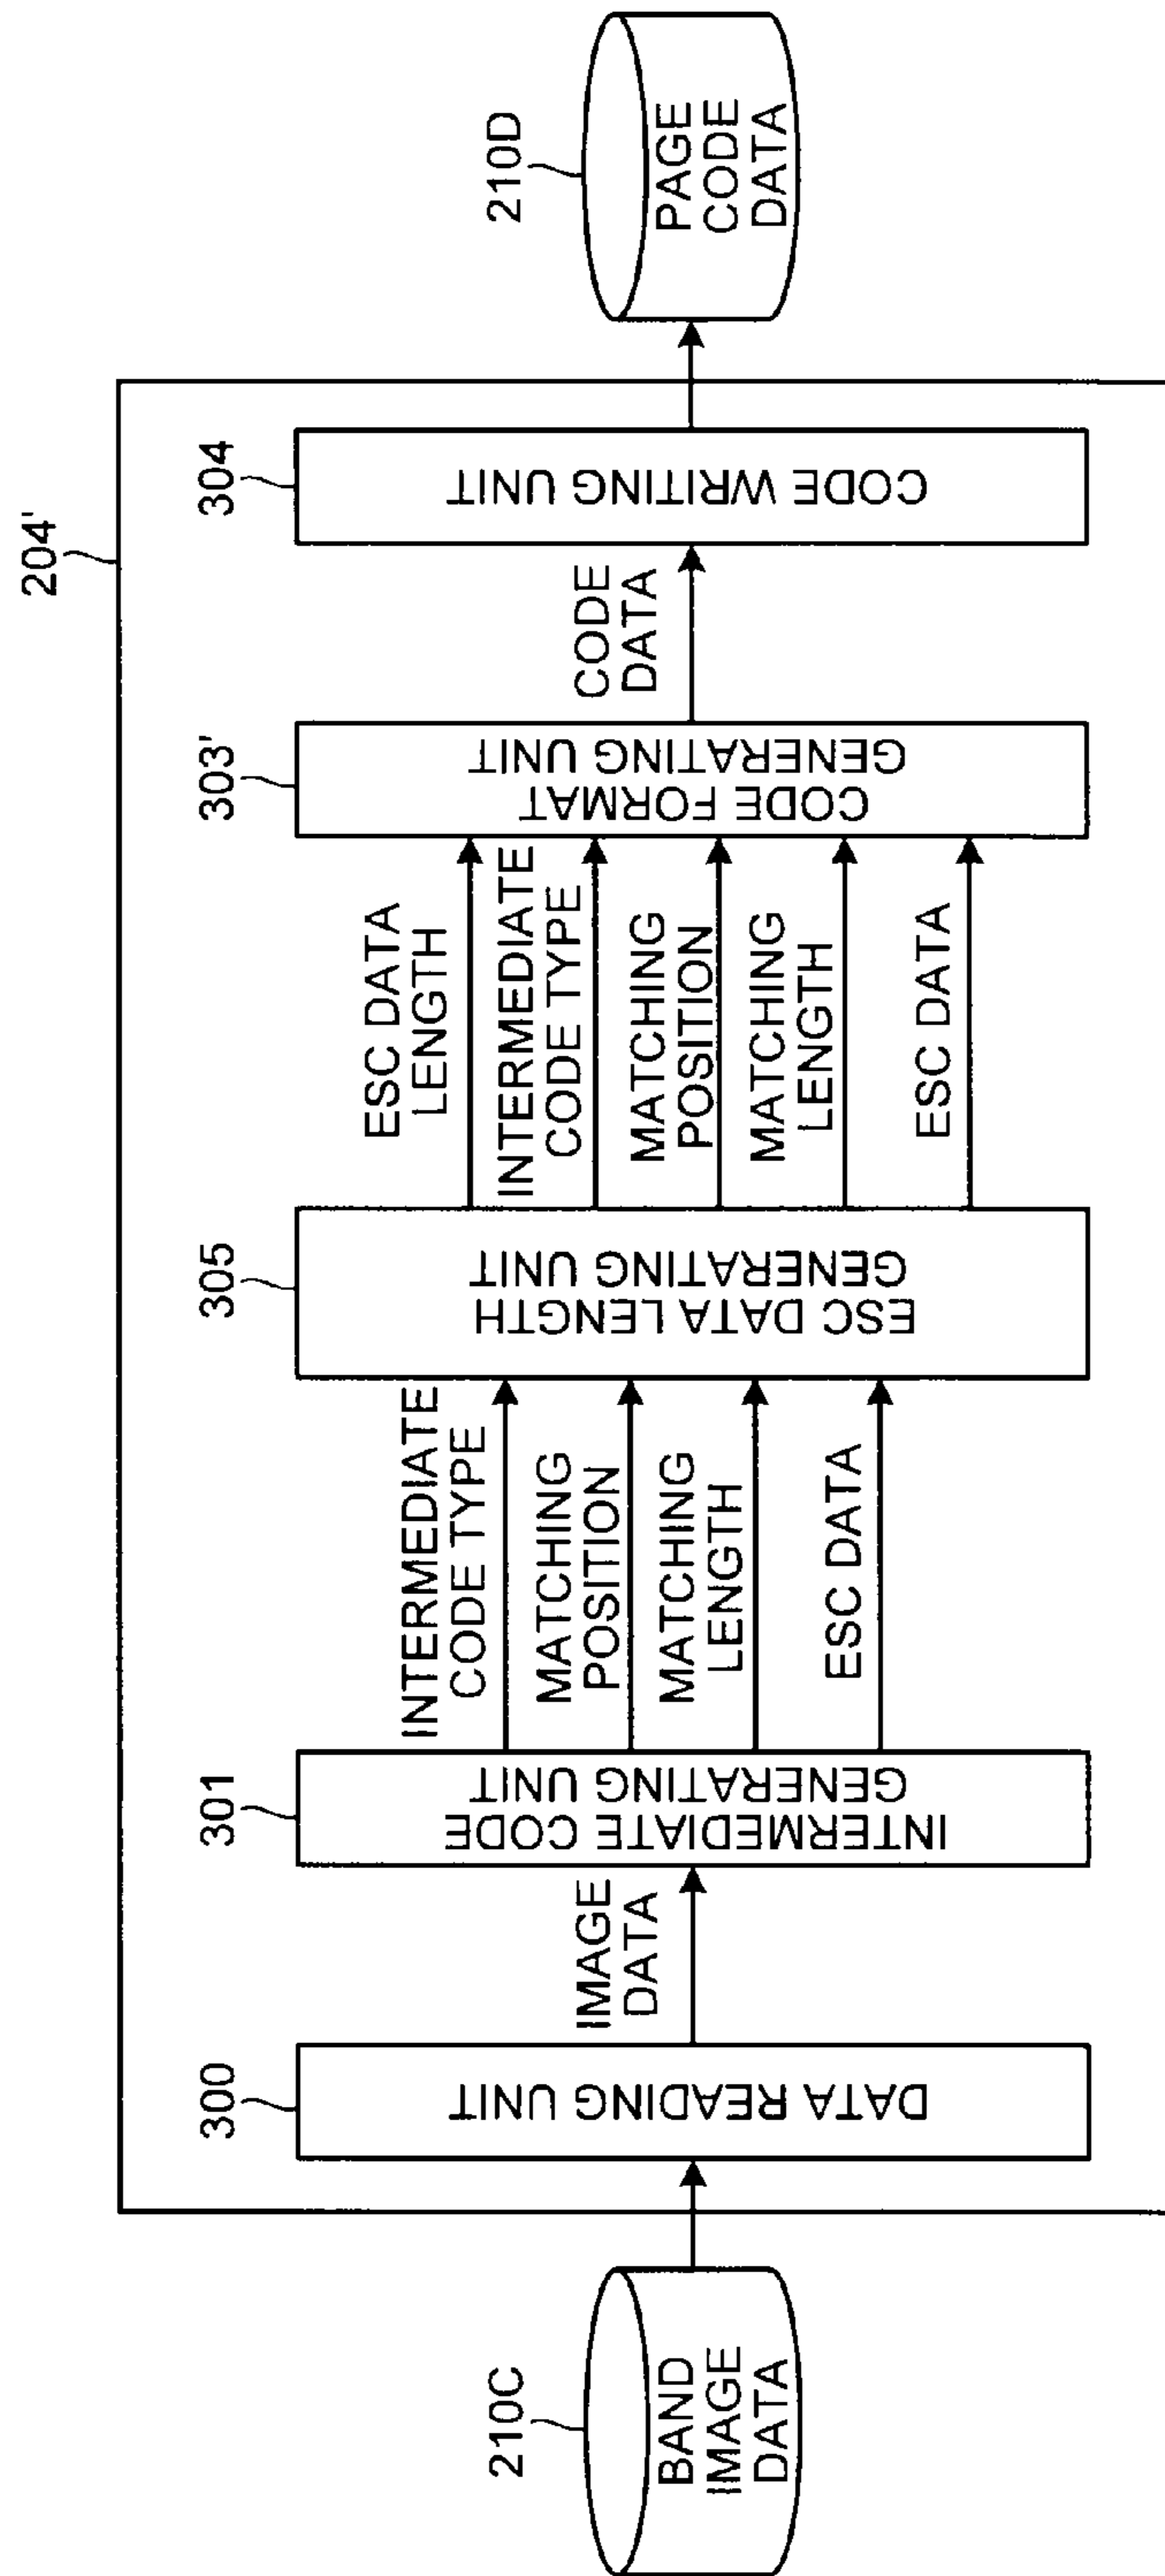 204'
210C
BAND
IMAGE
DATA
300
DATA READING UNIT
IMAGE
DATA
301
INTERMEDIATE CODE
GENERATING UNIT
INTERMEDIATE
CODE TYPE
MATCHING
POSITION
MATCHING
LENGTH
ESC DATA
305
ESC DATA LENGTH
GENERATING UNIT
ESC DATA
LENGTH
INTERMEDIATE
CODE TYPE
MATCHING
POSITION
MATCHING
LENGTH
ESC DATA
303'
CODE FORMAT
GENERATING UNIT
CODE
DATA
304
CODE WRITING UNIT
210D
PAGE
CODE
DATA